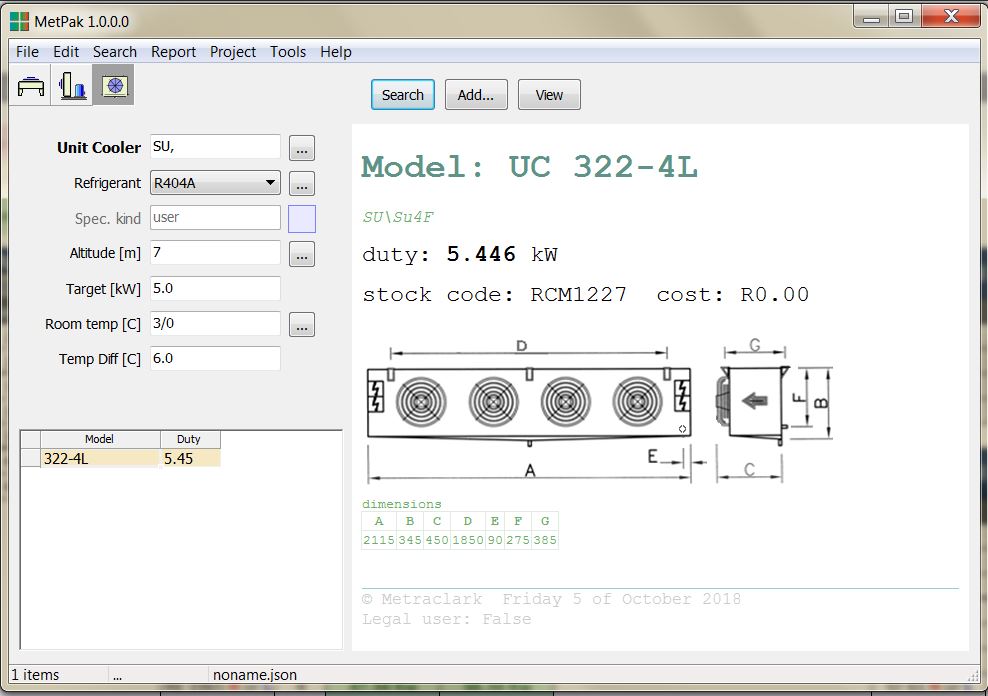 MetPak 1.0.0.0
File Edit Search Report Project Tools Help
Search Add... View
Unit Cooler SU, ...
Refrigerant R404A ...
Spec. kind user
Altitude [m] 7 ...
Target [kW] 5.0
Room temp [C] 3/0 ...
Temp Diff [C] 6.0
Model Duty
322-4L 5.45
Model: UC 322-4L
SU\Su4F
duty: 5.446 kW
stock code: RCM1227 cost: R0.00
D G
F B
E
A C
dimensions
A B C D E F G
2115 345 450 1850 90 275 385
© Metraclark Friday 5 of October 2018
Legal user: False
1 items ... noname.json